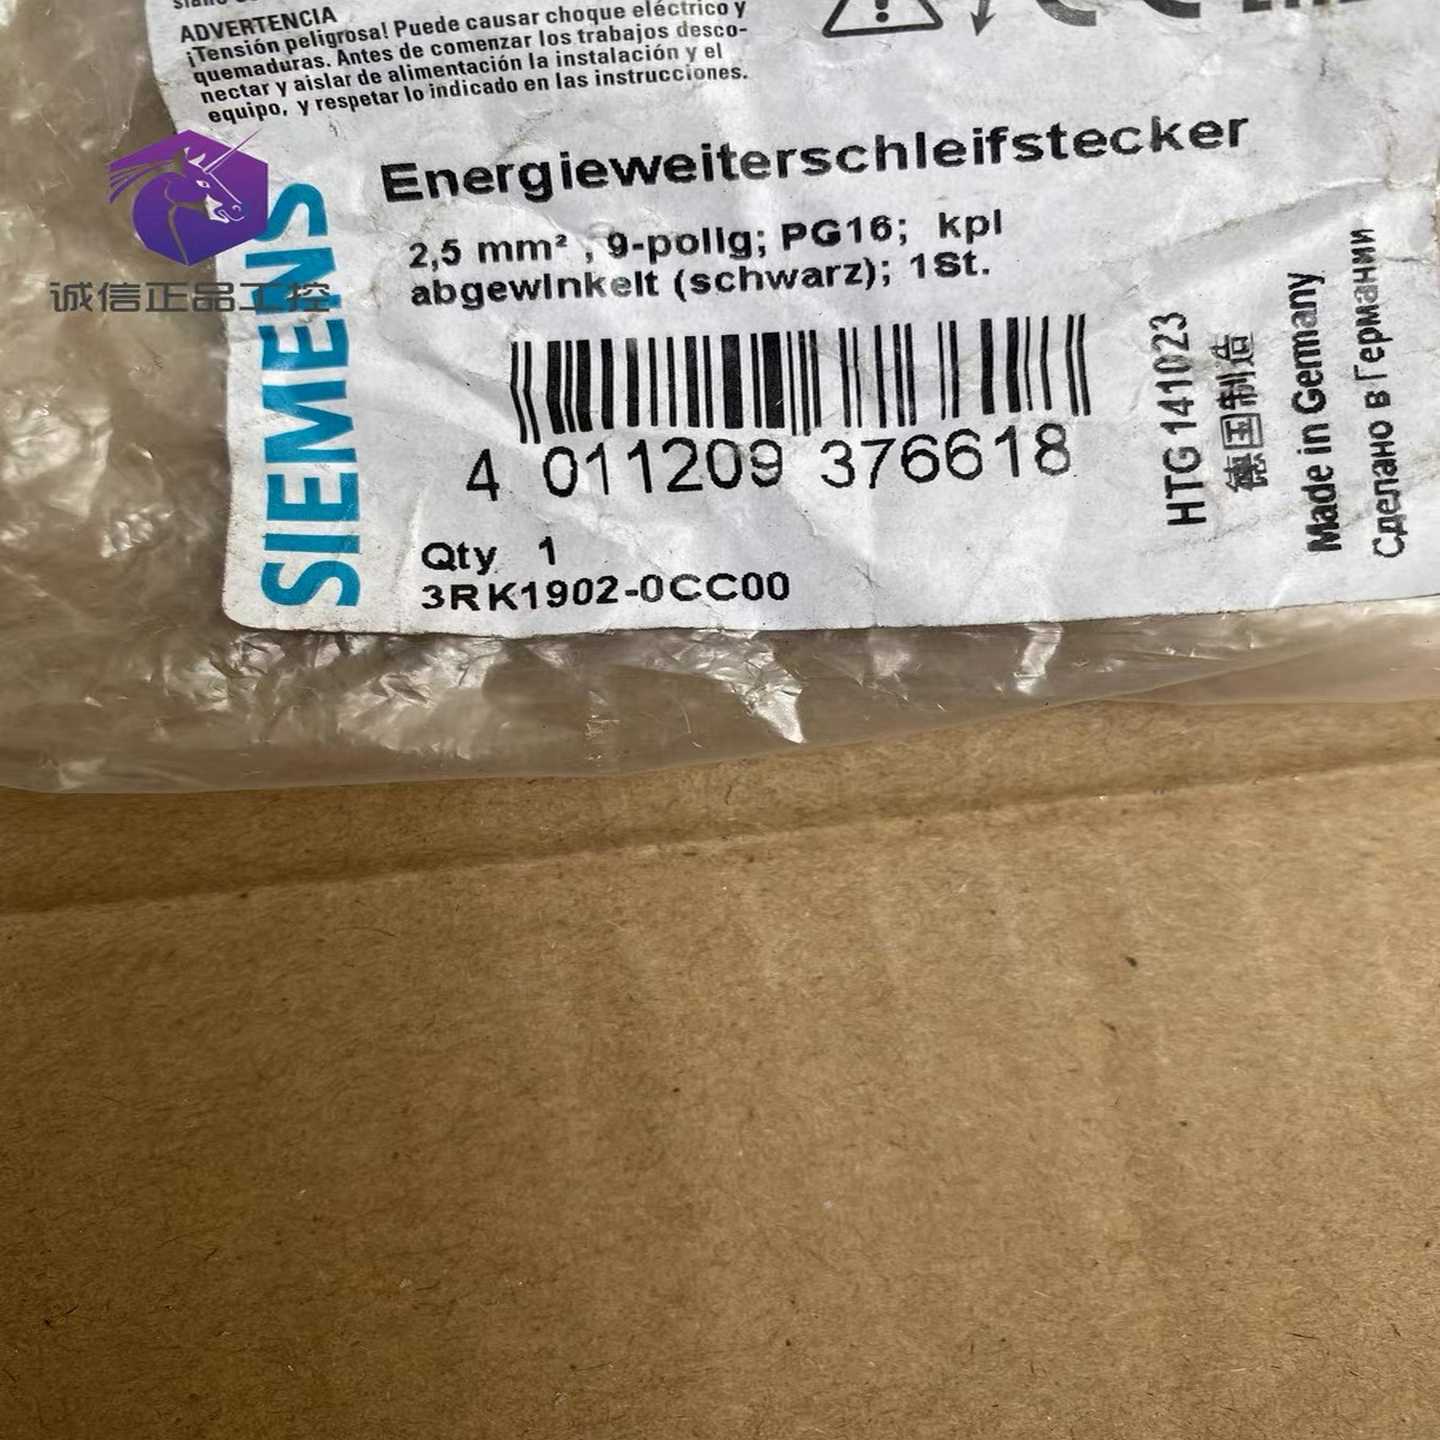 ADVERTENCIA
¡Tensión peligrosa! Puede causar choque eléctrico y
quemaduras. Antes de comenzar los trabajos desco-
nectar y aislar de alimentación la instalación y el
equipo, y respetar lo indicado en las instrucciones.
SIEMENS
诚信正品工控
Energieweiterschleifstecker
2,5 mm² , 9-polig; PG16; kpl
abgewinkelt (schwarz); 1St.
4 011209 376618
Qty 1
3RK1902-0CC00
HTG141023
德国制造
Made in Germany
Сделано в Германии